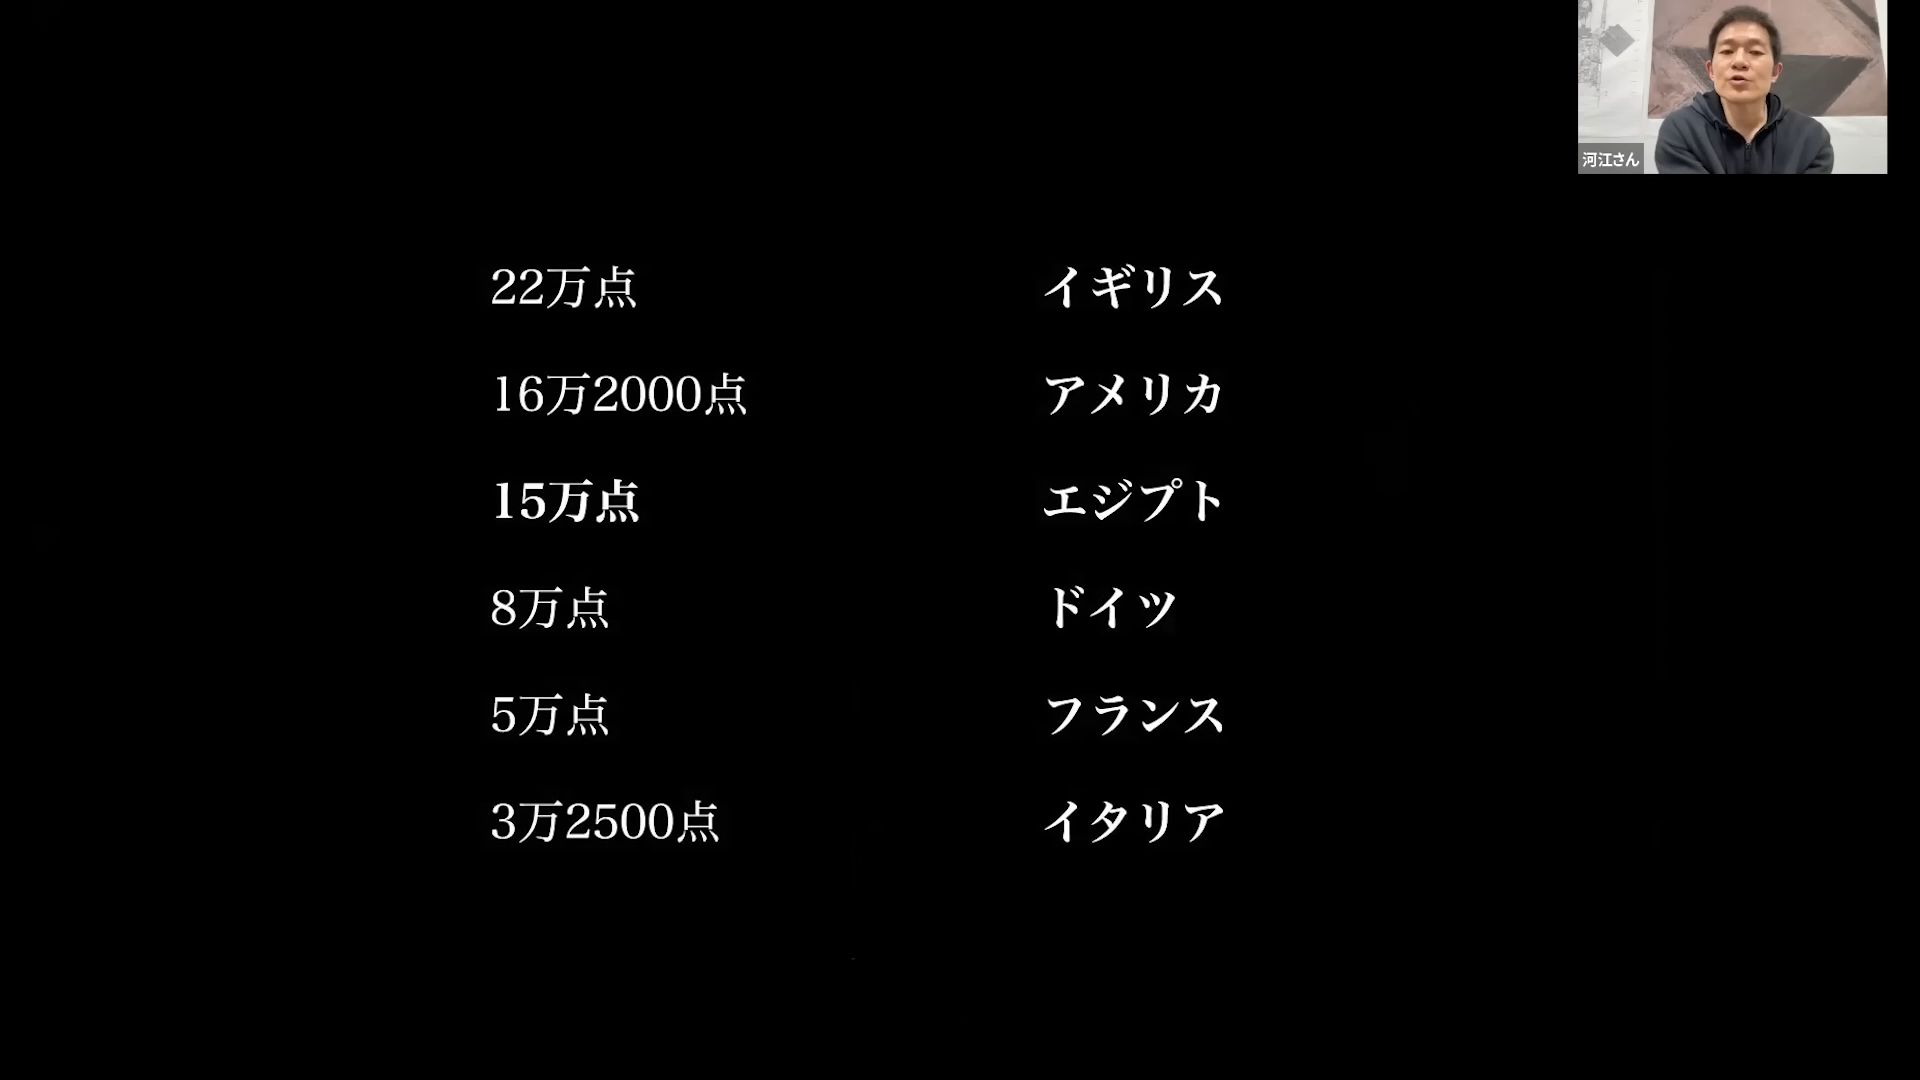 河江さん
22万点 イギリス
16万2000点 アメリカ
15万点 エジプト
8万点 ドイツ
5万点 フランス
3万2500点 イタリア